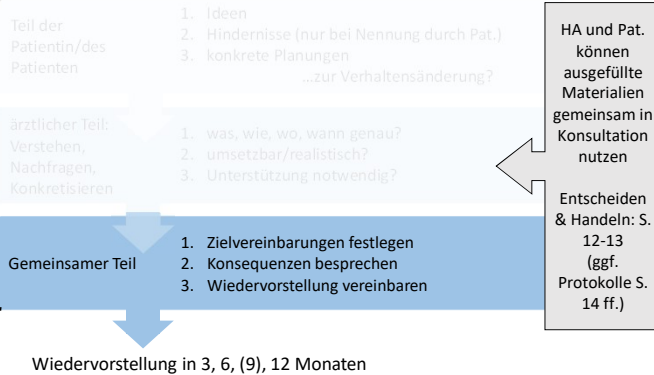 Teil der
Patientin/des
Patienten
1. Ideen
2. Hindernisse (nur bei Nennung durch Pat.)
3. konkrete Planungen
...zur Verhaltensänderung?
ärztlicher Teil:
Verstehen,
Nachfragen,
Konkretisieren
1. was, wie, wo, wann genau?
2. umsetzbar/realistisch?
3. Unterstützung notwendig?
Gemeinsamer Teil
1. Zielvereinbarungen festlegen
2. Konsequenzen besprechen
3. Wiedervorstellung vereinbaren
Wiedervorstellung in 3, 6, (9), 12 Monaten
HA und Pat.
können
ausgefüllte
Materialien
gemeinsam in
Konsultation
nutzen
Entscheiden
& Handeln: S.
12-13
(ggf.
Protokolle S.
14 ff.)